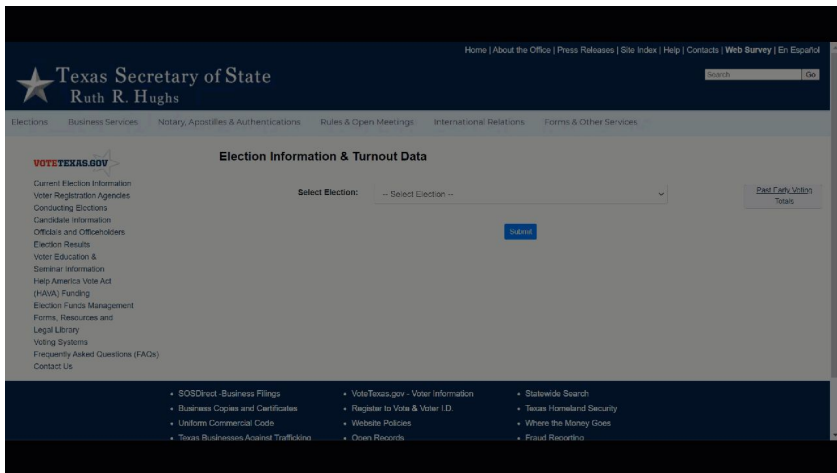 Home | About the Office | Press Releases | Site Index | Help | Contacts | Web Survey | En Español
Texas Secretary of State
Ruth R. Hughs
Search Go
Elections Business Services Notary, Apostilles & Authentications Rules & Open Meetings International Relations Forms & Other Services
VOTETEXAS.GOV
Current Election Information
Voter Registration Agencies
Conducting Elections
Candidate Information
Officials and Officeholders
Election Results
Voter Education &
Seminar Information
Help America Vote Act
(HAVA) Funding
Election Funds Management
Forms, Resources and
Legal Library
Voting Systems
Frequently Asked Questions (FAQs)
Contact Us
Election Information & Turnout Data
Select Election: -- Select Election --
Submit
Past Early Voting
Totals
• SOSDirect -Business Filings
• Business Copies and Certificates
• Uniform Commercial Code
• Texas Businesses Against Trafficking
• VoteTexas.gov - Voter Information
• Register to Vote & Voter I.D.
• Website Policies
• Open Records
• Statewide Search
• Texas Homeland Security
• Where the Money Goes
• Fraud Reporting